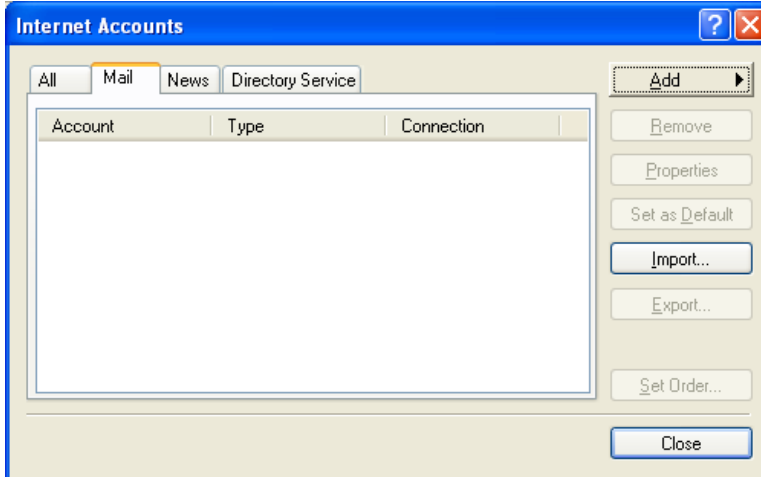 Internet Accounts
All Mail News Directory Service
Add
Account Type Connection
Remove
Properties
Set as Default
Import...
Export...
Set Order...
Close